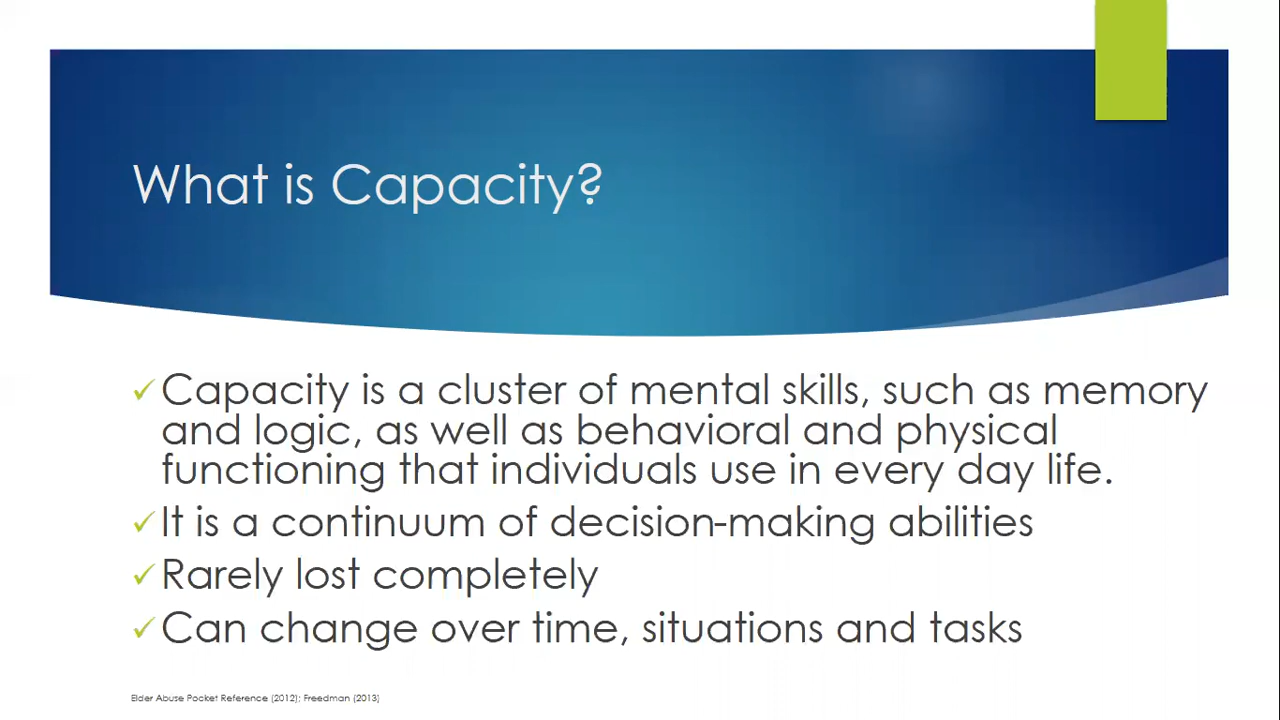 What is Capacity?
✓Capacity is a cluster of mental skills, such as memory
and logic, as well as behavioral and physical
functioning that individuals use in every day life.
✓It is a continuum of decision-making abilities
✓Rarely lost completely
✓Can change over time, situations and tasks
Elder Abuse Pocket Reference (2012); Freedman (2013)